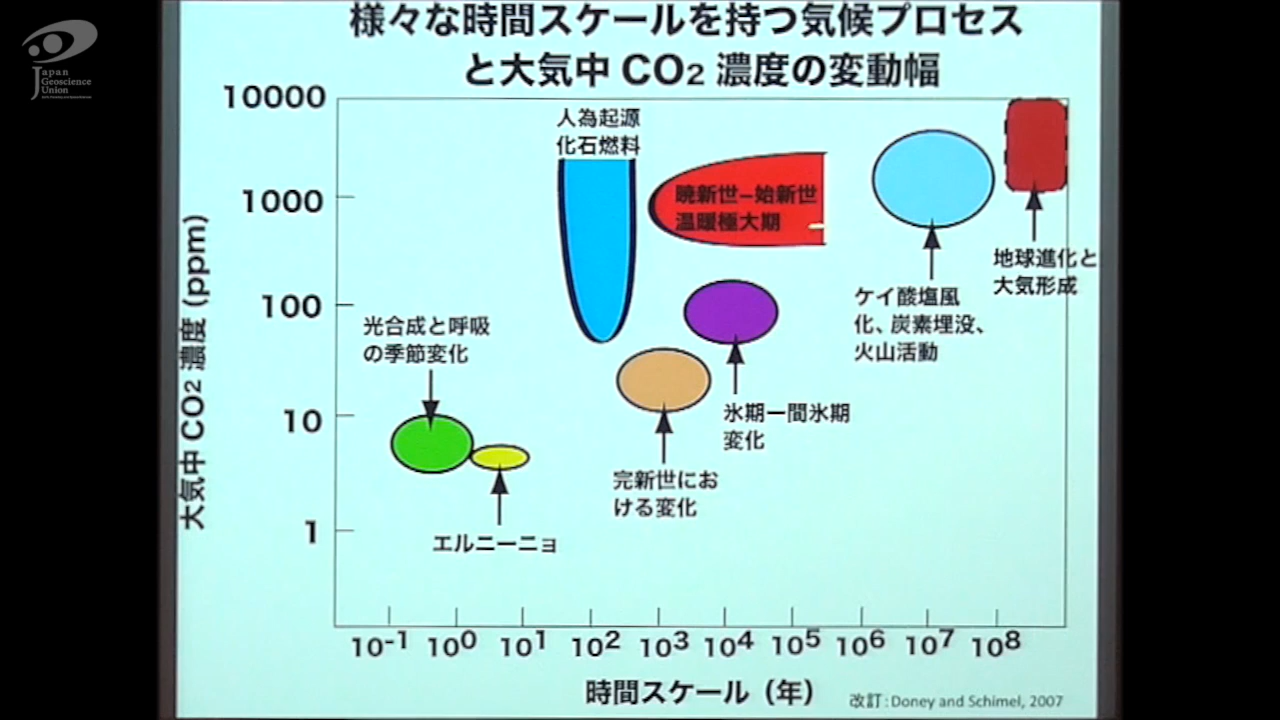 Japan
Geoscience
Union
様々な時間スケールを持つ気候プロセス
と大気中 CO2 濃度の変動幅
10000
1000
100
10
1
大気中 CO2 濃度 (ppm)
人為起源
化石燃料
暁新世–始新世
温暖極大期
地球進化と
大気形成
ケイ酸塩風
化、炭素埋没、
火山活動
光合成と呼吸
の季節変化
氷期ー間氷期
変化
完新世にお
ける変化
エルニーニョ
10-1 100 101 102 103 104 105 106 107 108
時間スケール (年)
改訂: Doney and Schimel, 2007